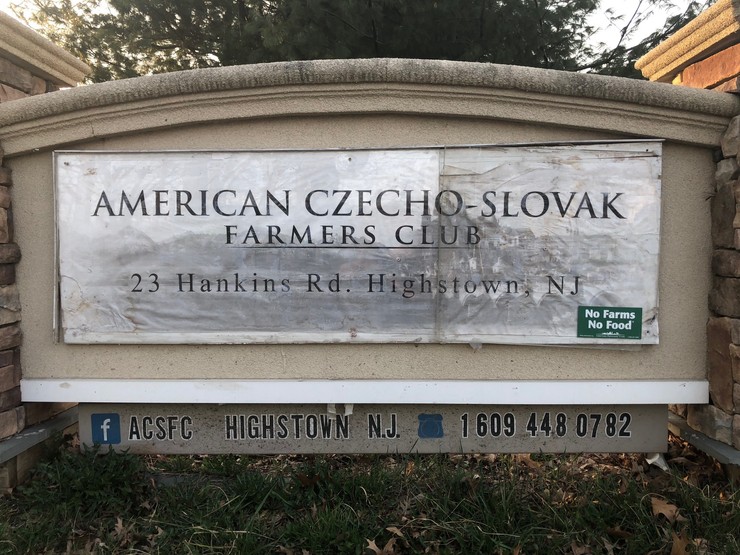 AMERICAN CZECHO-SLOVAK
FARMERS CLUB
23 Hankins Rd. Highstown, NJ
No Farms
No Food
f ACSFC HIGHSTOWN N.J. 1 609 448 0782